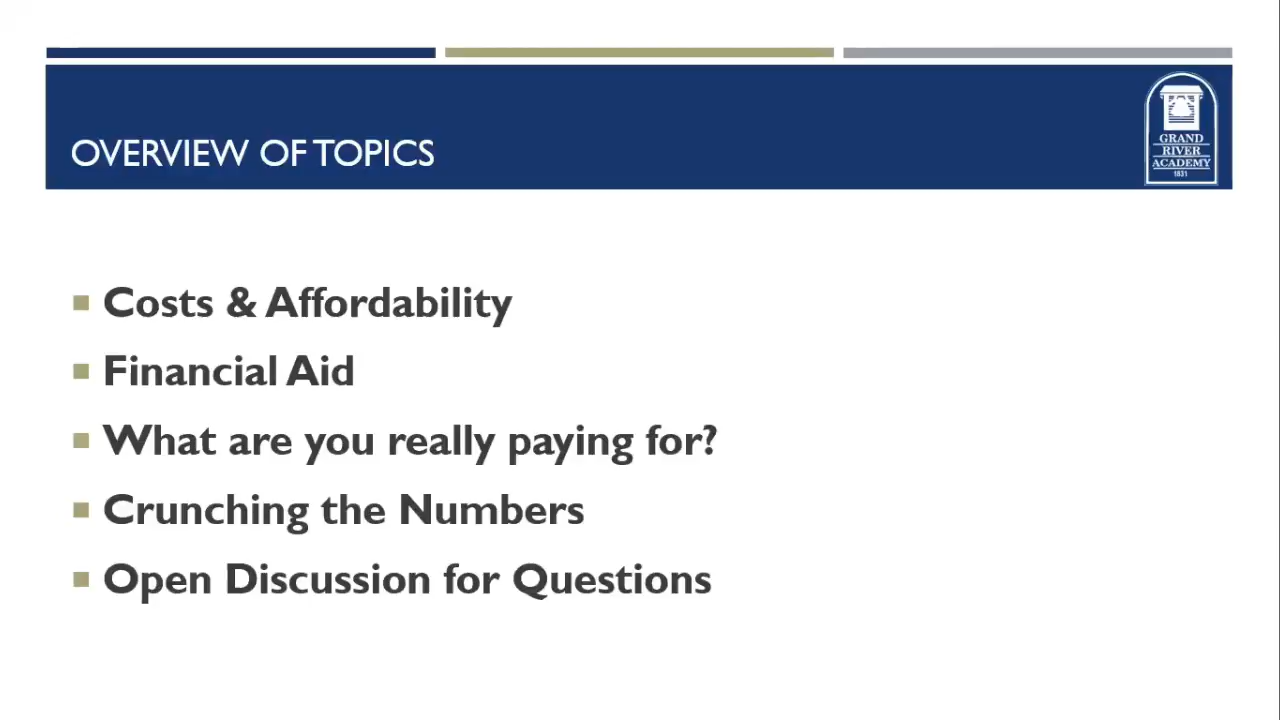 OVERVIEW OF TOPICS
GRAND
RIVER
ACADEMY
1831
Costs & Affordability
Financial Aid
What are you really paying for?
Crunching the Numbers
Open Discussion for Questions